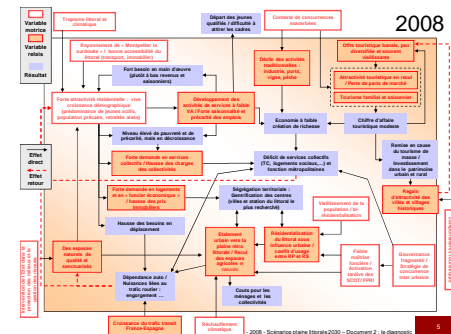 2008
Variable
motrice
Variable
relais
Résultat
Effet
direct
Effet
retour
Tropisme littoral et
climatique
Départ des jeunes
qualifiés / difficulté à
attirer les cadres
Contexte de concurrences
exacerbées
Rayonnement de « Montpellier la
surdouée » / bonne accessibilité du
littoral (transport, immobilier)
Déclin des activités
traditionnelles :
industrie, ports,
vigne, pêche
Offre touristique banale, peu
diversifiée et souvent
vieillissante
Attractivité touristique en recul
/ Perte de parts de marché
Tourisme familial et saisonnier
Fort besoin en main d'œuvre
(plutôt à bas revenus et
saisonniers)
Forte attractivité résidentielle : vive
croissance démographique
(prédominance de jeunes actifs,
population précaire, retraités aisés)
Développement des
activités de services à faible
VA / Forte saisonnalité et
précarité des emplois
Economie à faible
création de richesse
Chiffre d'affaire
touristique modeste
Niveau élevé de pauvreté et de
précarité, mais en décroissance
Remise en
cause du
tourisme de
masse /
Investissement
dans le
patrimoine
urbain et rural
Forte demande en services
collectifs / Hausse des charges
des collectivités
Déficit de services collectifs
(TC, logements sociaux,...) et
fonction métropolitaines
Forte demande en logements
et en « foncier économique » /
hausse des prix
immobiliers
Ségrégation territoriale :
Gentification des centres
(villes et station du littoral le
plus recherché)
Regain
d'attractivité des
villes et villages
historiques
Vieillissement de la
population / bi-
résidentialisation
Hausse des besoins en
déplacement
Des espaces
naturels de
qualité et
sanctuarisés
Etalement
urbain vers la
plaine rétro
littorale / Recul
des espaces
agricoles et
naturels
Résidentialisation
du littoral sous
influence urbaine /
conflit d'usage
entre RP et RS
Faible
maîtrise
foncière /
Activation
tardive des
SCOT/ PPRI
Gouvernance
fragmenté /
Stratégie de
concurrence
inter urbaine
Dépendance auto /
Nuisances liées au
trafic routier :
engorgement …
Couts pour les
ménages et les
collectivités
Croissance du trafic transit
France-Espagne
Réchauffement
climatique
- 2008 - Scénarios plaine littorale 2030 – Document 2 : le diagnostic
5